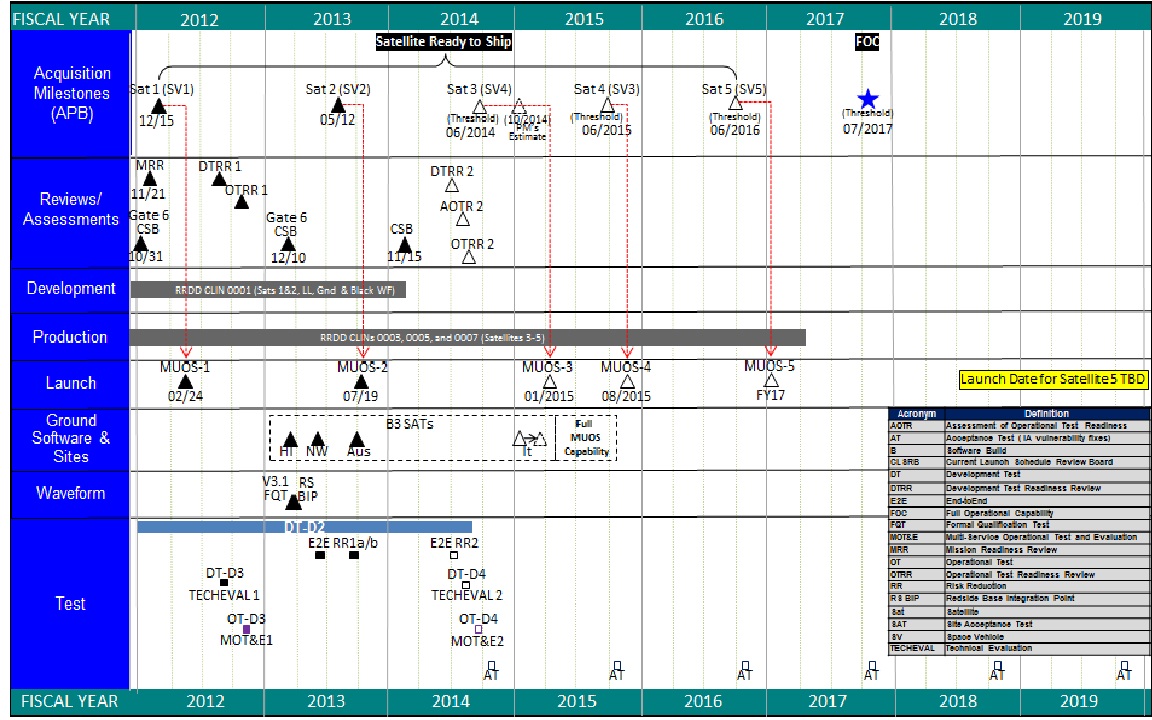 FISCAL YEAR 2012 2013 2014 2015 2016 2017 2018 2019
Satellite Ready to Ship
FOC
Acquisition
Milestones
(APB)
Sat 1 (SV1)
12/15
Sat 2 (SV2)
05/12
Sat 3 (SV4)
(Threshold)
06/2014
(10/2014)
PM's
Estimate
Sat 4 (SV3)
(Threshold)
06/2015
Sat 5 (SV5)
(Threshold)
06/2016
(Threshold)
07/2017
Reviews/
Assessments
MRR
11/21
DTRR 1
OTRR 1
Gate 6
CSB
10/31
Gate 6
CSB
12/10
CSB
11/15
DTRR 2
AOTR 2
OTRR 2
Development
RRDD CLIN 0001 (Sats 1&2, LL, Gnd & Black WF)
Production
RRDD CLINs 0003, 0005, and 0007 (Satellites 3-5)
Launch
MUOS-1
02/24
MUOS-2
07/19
MUOS-3
01/2015
MUOS-4
08/2015
MUOS-5
FY17
Launch Date for Satellite 5 TBD
Ground
Software &
Sites
B3 SATs
HI NW Aus It
Full
MUOS
Capability
Waveform
V3.1
FQT
RS
BIP
Test
DT-D2
E2E RR1a/b
E2E RR2
DT-D3
TECHEVAL 1
DT-D4
TECHEVAL 2
OT-D3
MOT&E1
OT-D4
MOT&E2
AT AT AT AT AT AT
Acronym Definition
AOTR Assessment of Operational Test Readiness
AT Acceptance Test (IA vulnerability fixes)
B Software Build
CLSRB Current Launch Schedule Review Board
DT Development Test
DTRR Development Test Readiness Review
E2E End-to-End
FOC Full Operational Capability
FQT Formal Qualification Test
MOT&E Multi-Service Operational Test and Evaluation
MRR Mission Readiness Review
OT Operational Test
OTRR Operational Test Readiness Review
RR Risk Reduction
RS BIP Redside Base Integration Point
Sat Satellite
SAT Site Acceptance Test
SV Space Vehicle
TECHEVAL Technical Evaluation
FISCAL YEAR 2012 2013 2014 2015 2016 2017 2018 2019